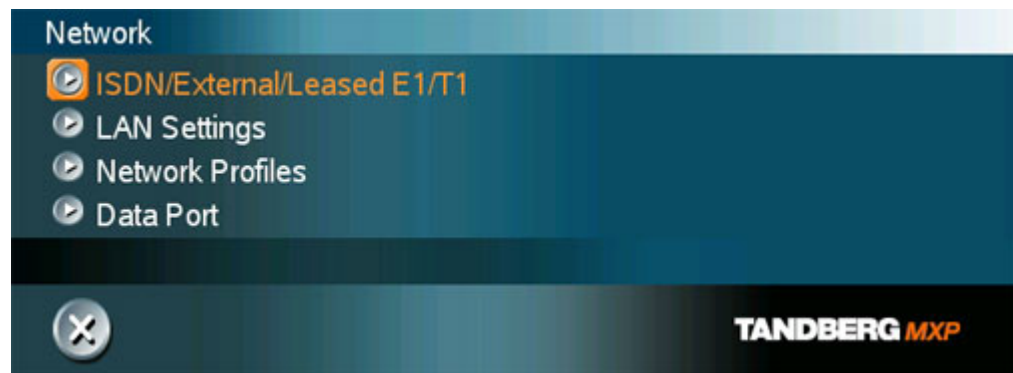 Network
ISDN/External/Leased E1/T1
LAN Settings
Network Profiles
Data Port
TANDBERG MXP